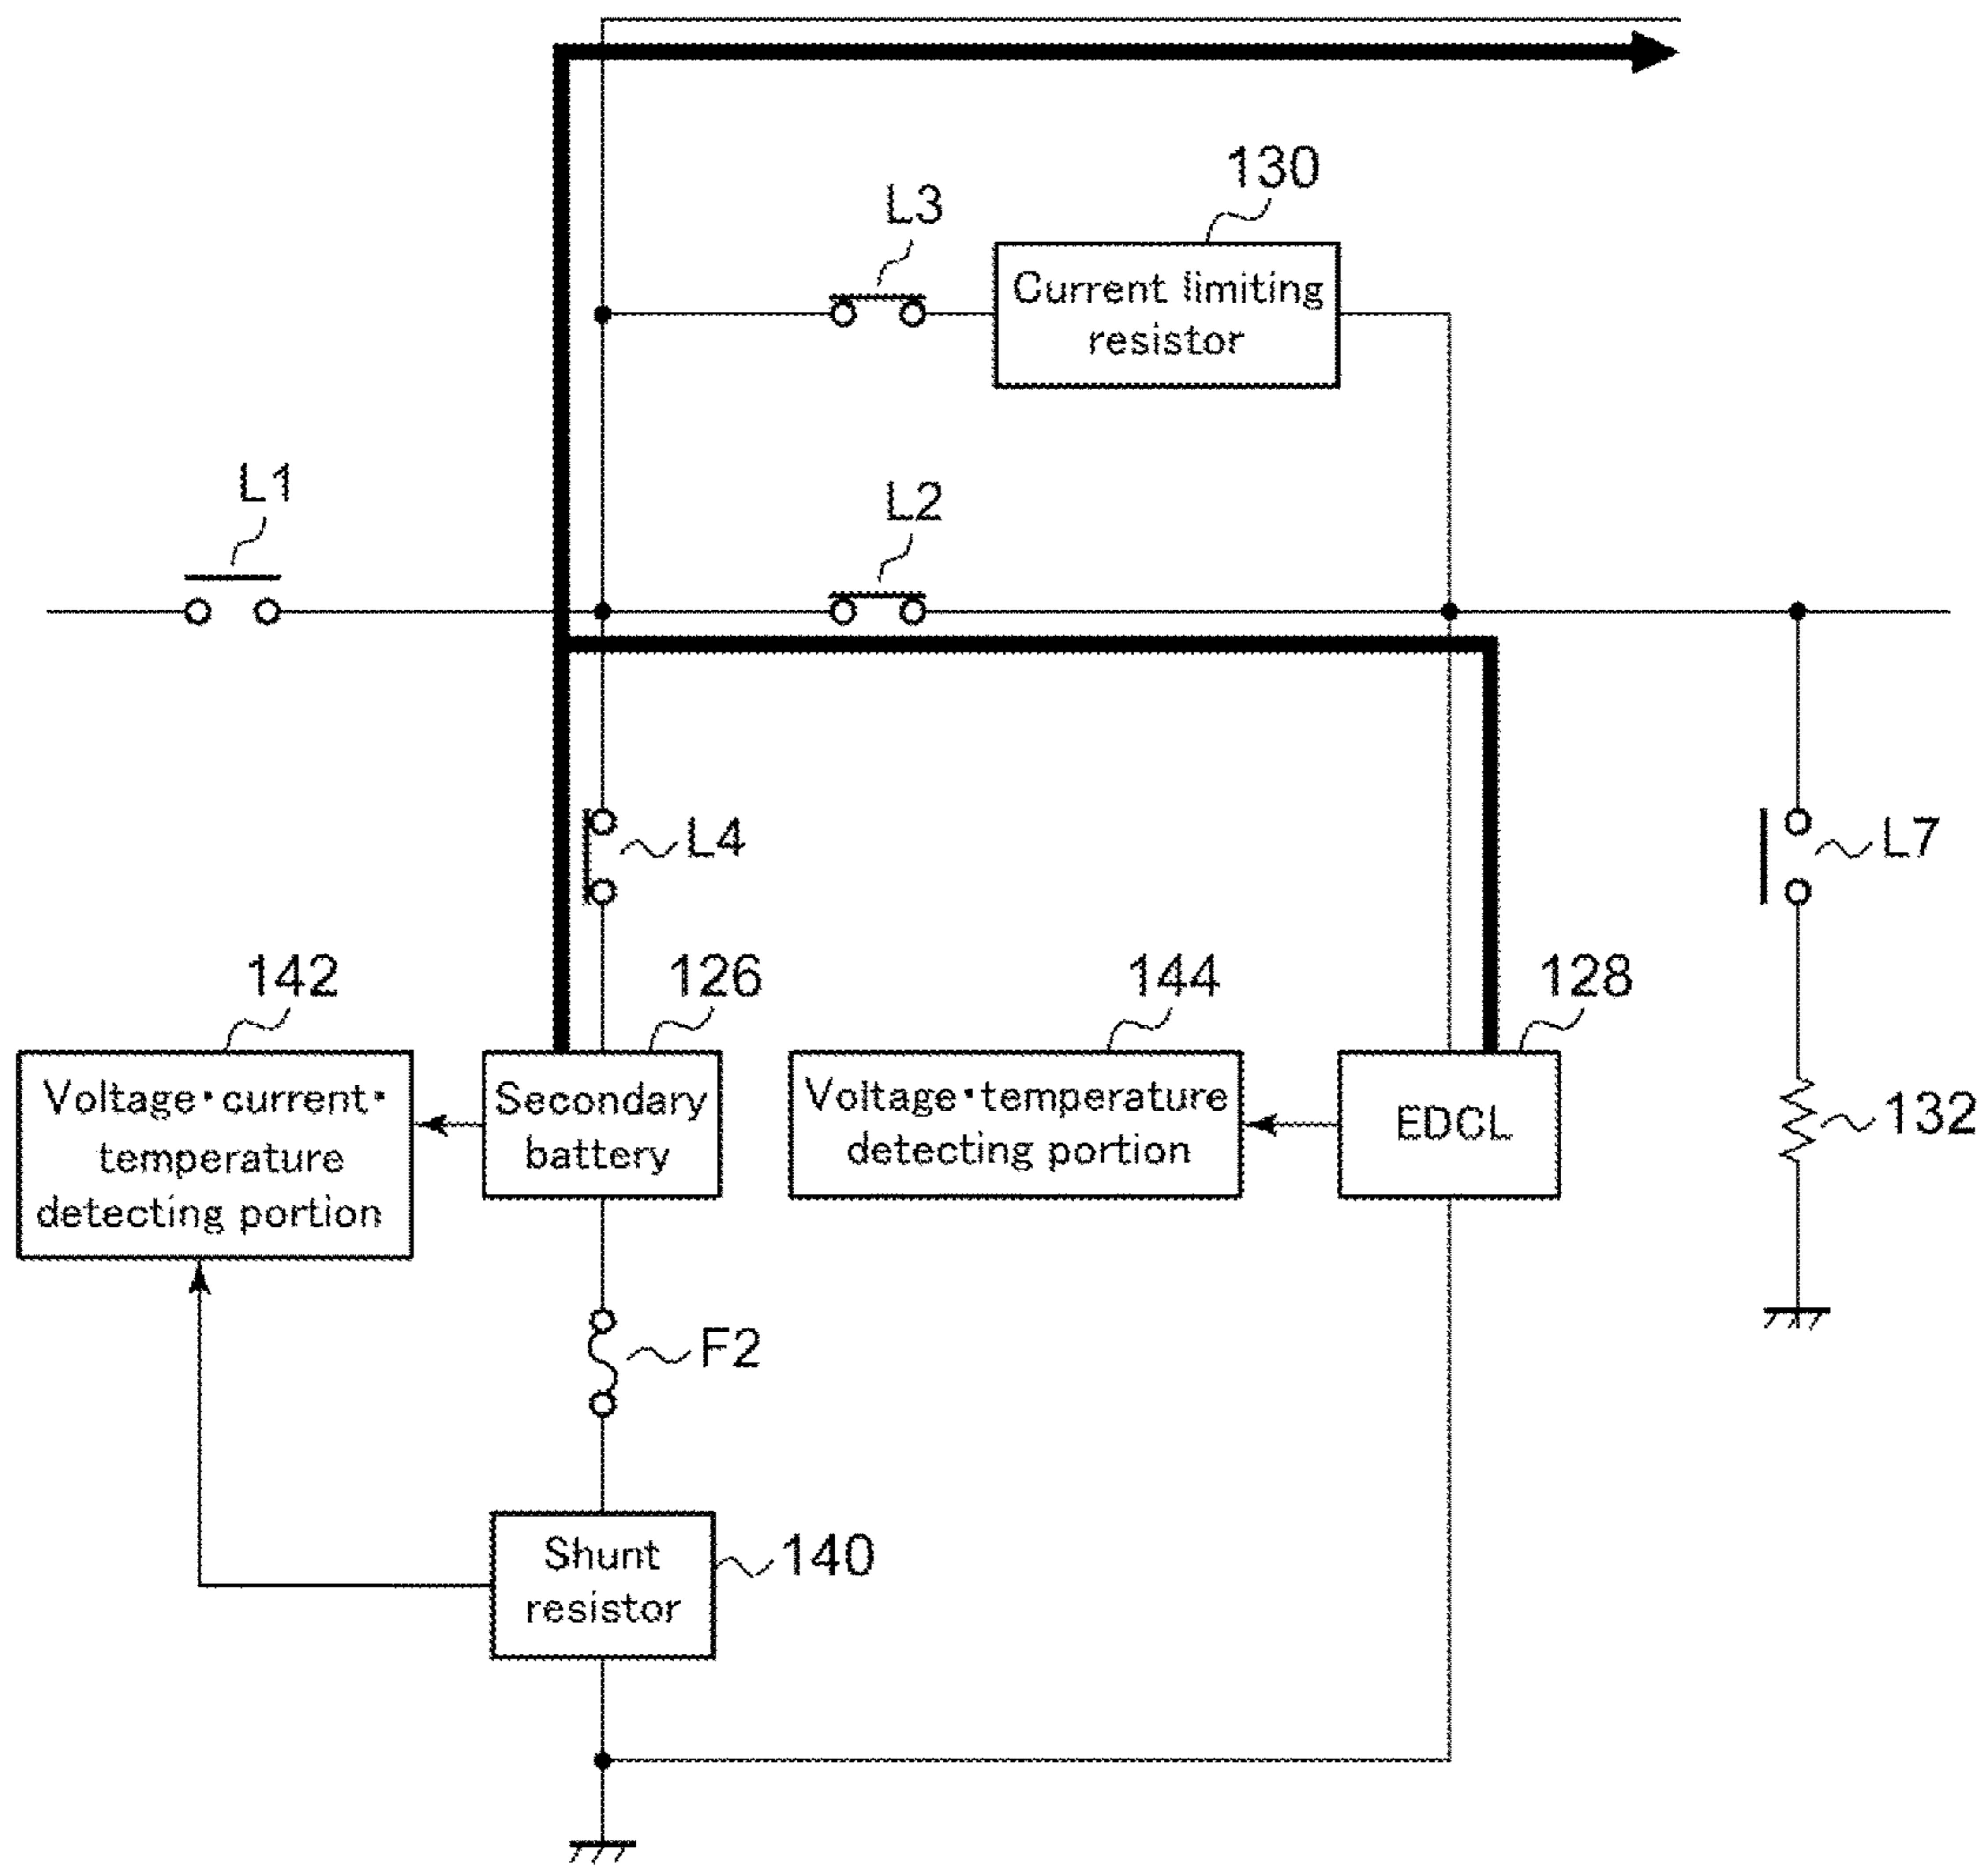 130
L3
Current limiting
resistor
L1
L2
L4
L7
142
126
144
128
Voltage・current・
temperature
detecting portion
Secondary
battery
Voltage・temperature
detecting portion
EDCL
132
F2
Shunt
resistor
140